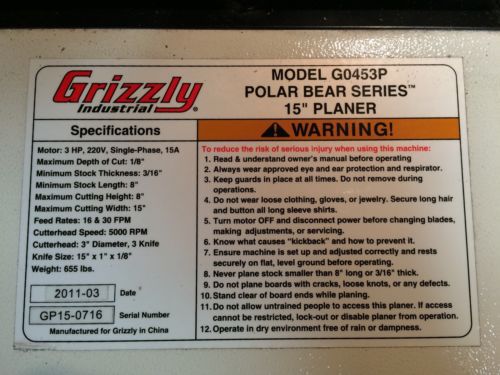 Grizzly
Industrial®
MODEL G0453P
POLAR BEAR SERIES™
15" PLANER
Specifications
Motor: 3 HP, 220V, Single-Phase, 15A
Maximum Depth of Cut: 1/8"
Minimum Stock Thickness: 3/16"
Minimum Stock Length: 8"
Maximum Cutting Height: 8"
Maximum Cutting Width: 15"
Feed Rates: 16 & 30 FPM
Cutterhead Speed: 5000 RPM
Cutterhead: 3" Diameter, 3 Knife
Knife Size: 15" x 1" x 1/8"
Weight: 655 lbs.
2011-03 Date
GP15-0716 Serial Number
Manufactured for Grizzly in China
WARNING!
To reduce the risk of serious injury when using this machine:
1. Read & understand owner's manual before operating
2. Always wear approved eye and ear protection and respirator.
3. Keep guards in place at all times. Do not remove during
operations.
4. Do not wear loose clothing, gloves, or jewelry. Secure long hair
and button all long sleeve shirts.
5. Turn motor OFF and disconnect power before changing blades,
making adjustments, or servicing.
6. Know what causes "kickback" and how to prevent it.
7. Ensure machine is set up and adjusted correctly and rests
securely on flat, level ground before operating.
8. Never plane stock smaller than 8" long or 3/16" thick.
9. Do not plane boards with cracks, loose knots, or any defects.
10. Stand clear of board ends while planing.
11. Do not allow untrained people to access this planer. If access
cannot be restricted, lock-out or disable planer from operation.
12. Operate in dry environment free of rain or dampness.